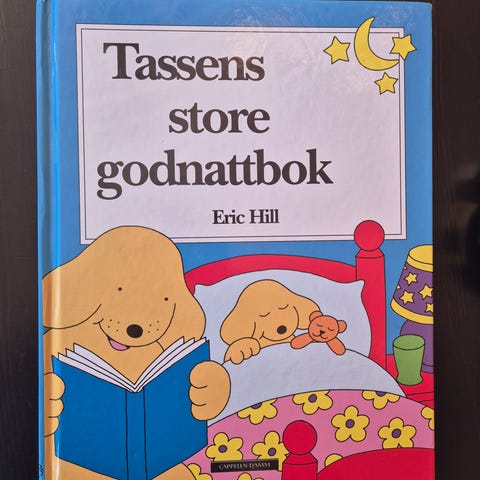 Tassens
store
godnattbok
Eric Hill
CAPPELEN DAMM